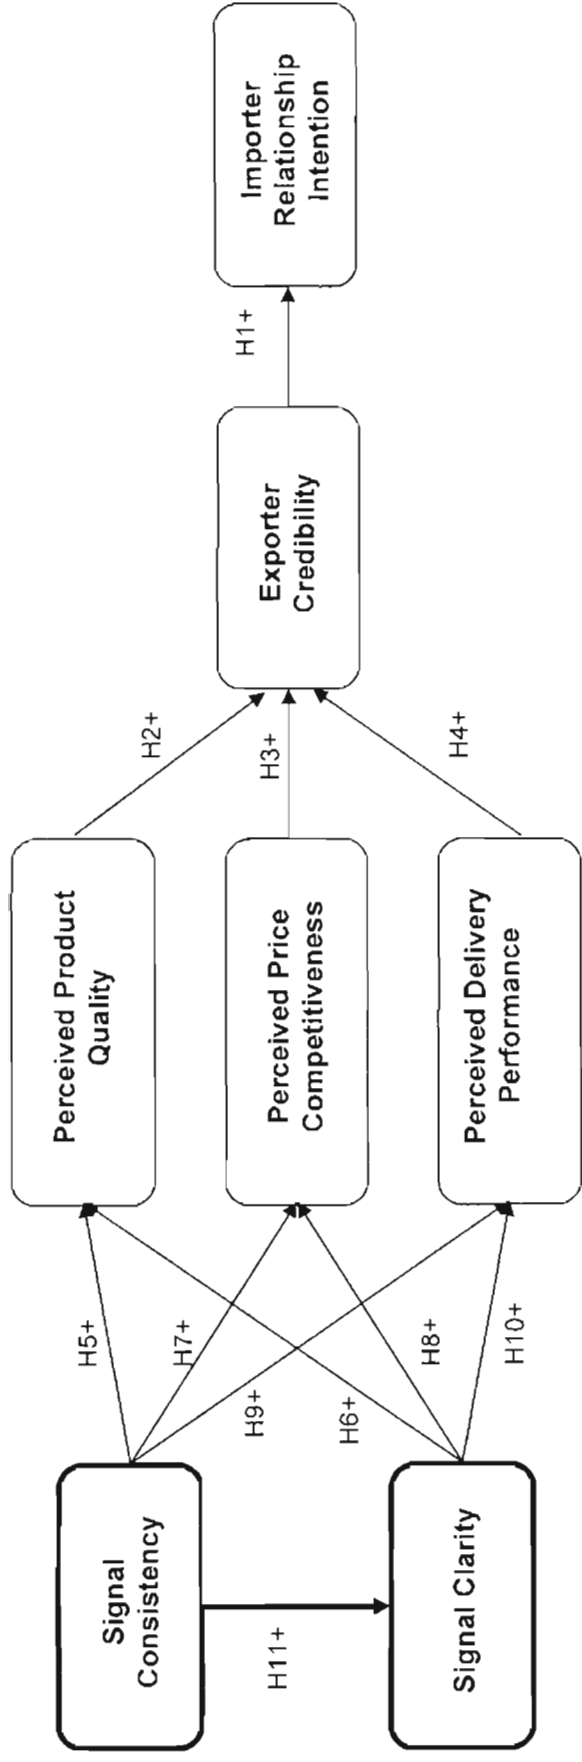 Signal
Consistency
H11+
Signal Clarity
H5+
H7+
H9+
H6+
H8+
H10+
Perceived Product
Quality
Perceived Price
Competitiveness
Perceived Delivery
Performance
H2+
H3+
H4+
Exporter
Credibility
H1+
Importer
Relationship
Intention